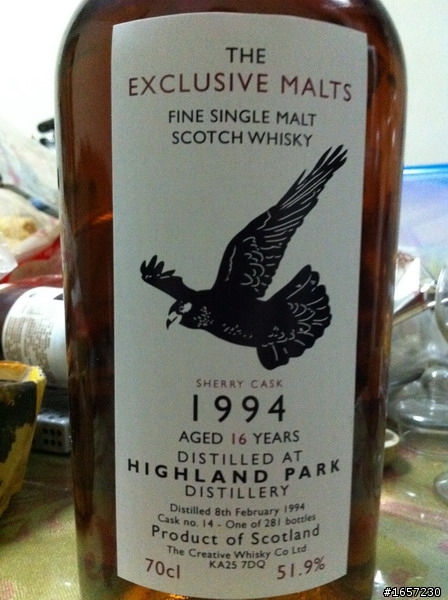 THE
EXCLUSIVE MALTS
FINE SINGLE MALT
SCOTCH WHISKY
SHERRY CASK
1994
AGED 16 YEARS
DISTILLED AT
HIGHLAND PARK
DISTILLERY
Distilled 8th February 1994
Cask no. 14 - One of 281 bottles
Product of Scotland
The Creative Whisky Co Ltd
KA25 7DQ
70cl 51.9%
#1657230